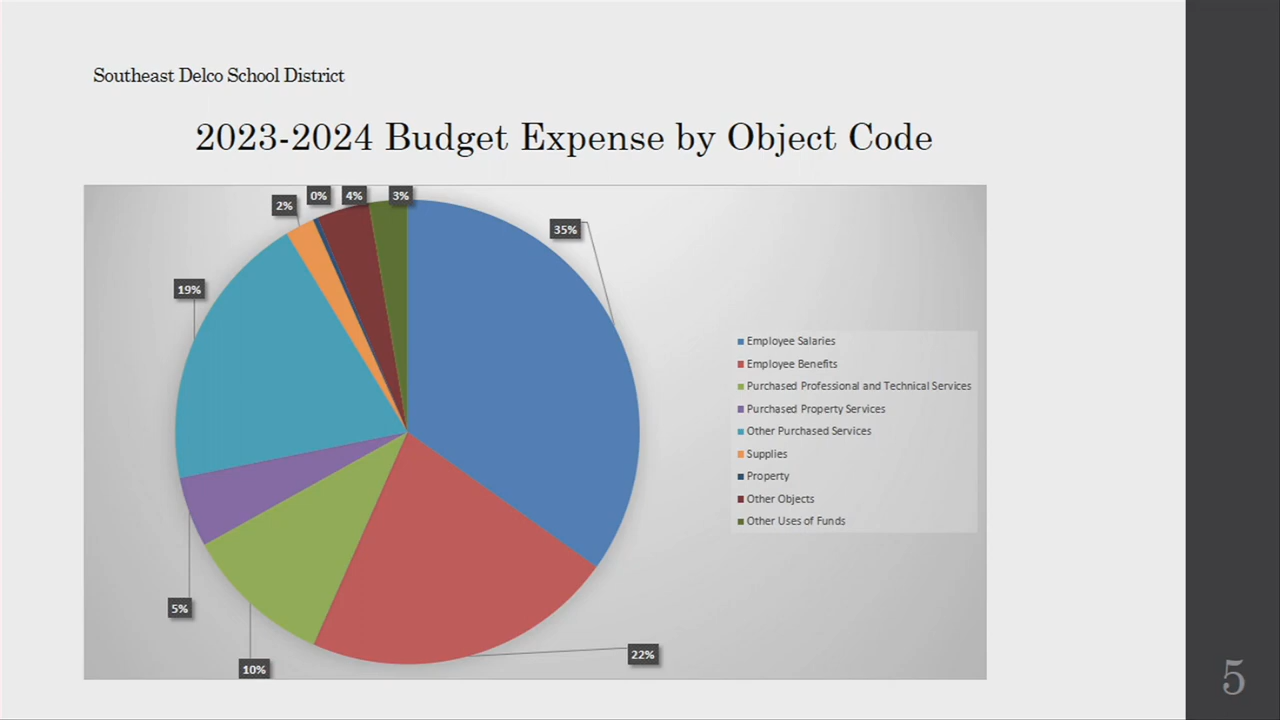 Southeast Delco School District
2023-2024 Budget Expense by Object Code
2%
0%
4%
3%
35%
19%
5%
10%
22%
Employee Salaries
Employee Benefits
Purchased Professional and Technical Services
Purchased Property Services
Other Purchased Services
Supplies
Property
Other Objects
Other Uses of Funds
5